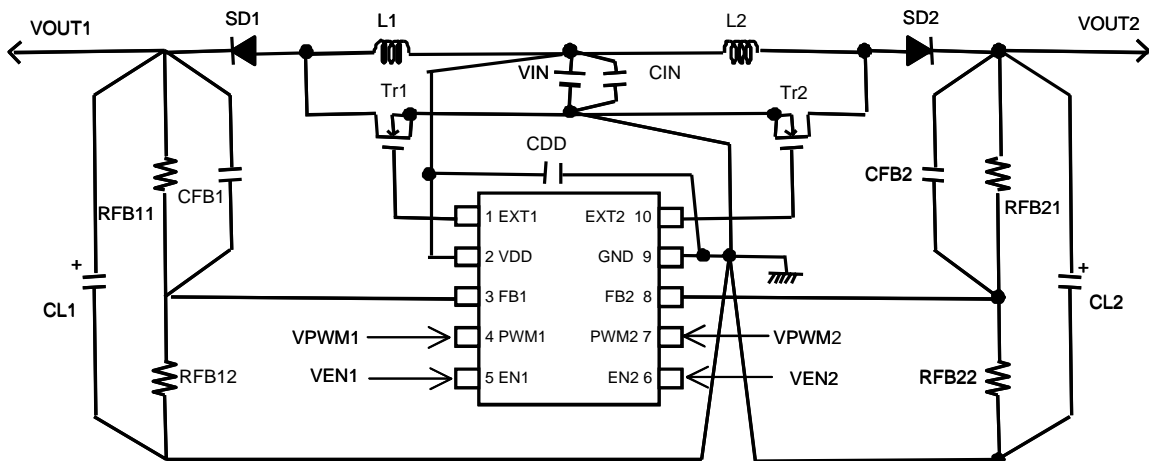 VOUT1
SD1
L1
L2
SD2
VOUT2
VIN
CIN
Tr1
Tr2
CDD
RFB11
CFB1
CFB2
RFB21
1 EXT1
EXT2 10
2 VDD
GND 9
3 FB1
FB2 8
4 PWM1
PWM2 7
5 EN1
EN2 6
+
CL1
+
CL2
VPWM1
VPWM2
RFB12
VEN1
VEN2
RFB22